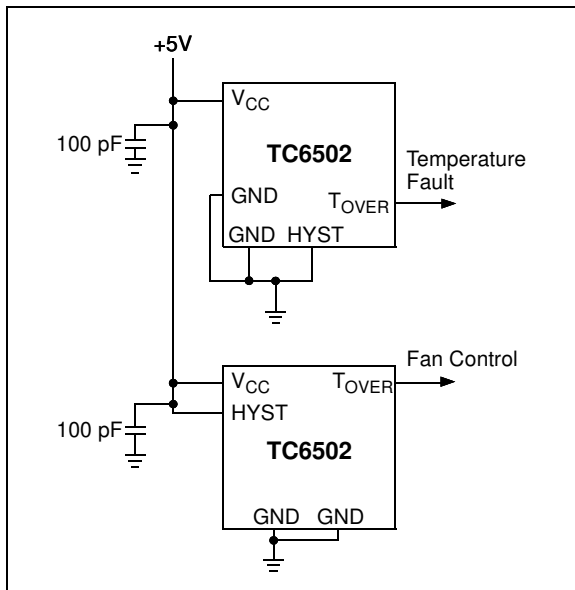 +5V
VCC
100 pF
TC6502
Temperature
Fault
GND
TOVER
GND HYST
Fan Control
VCC
TOVER
HYST
100 pF
TC6502
GND GND